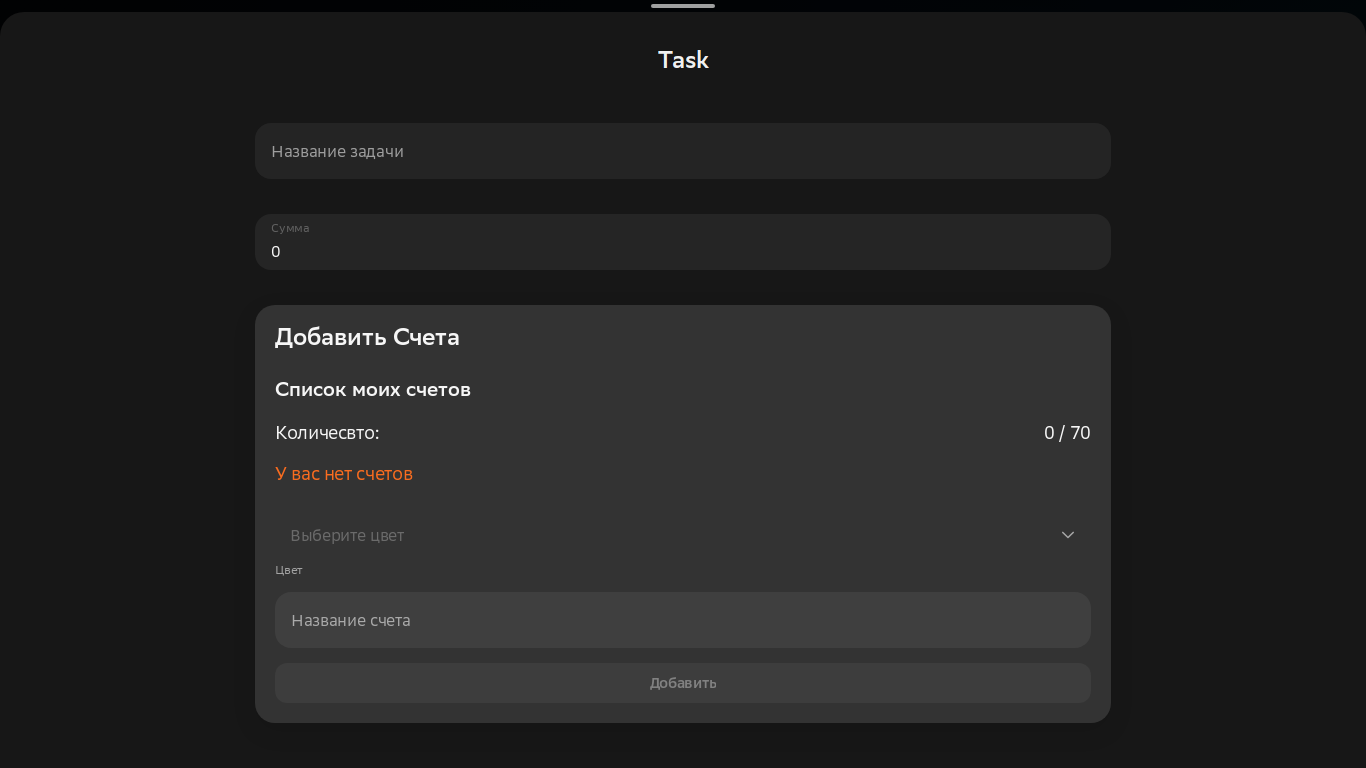 Task
Название задачи
Сумма
0
Добавить Счета
Список моих счетов
Количесвто: 0 / 70
У вас нет счетов
Выберите цвет
Цвет
Название счета
Добавить